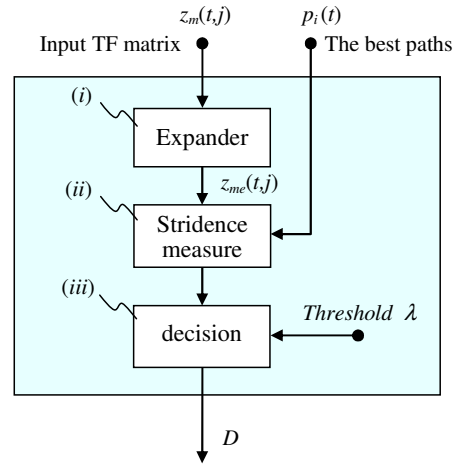 z_m(t,j) p_i(t)
Input TF matrix The best paths
(i)
Expander
z_me(t,j)
(ii)
Stridence
measure
(iii)
Threshold λ
decision
D